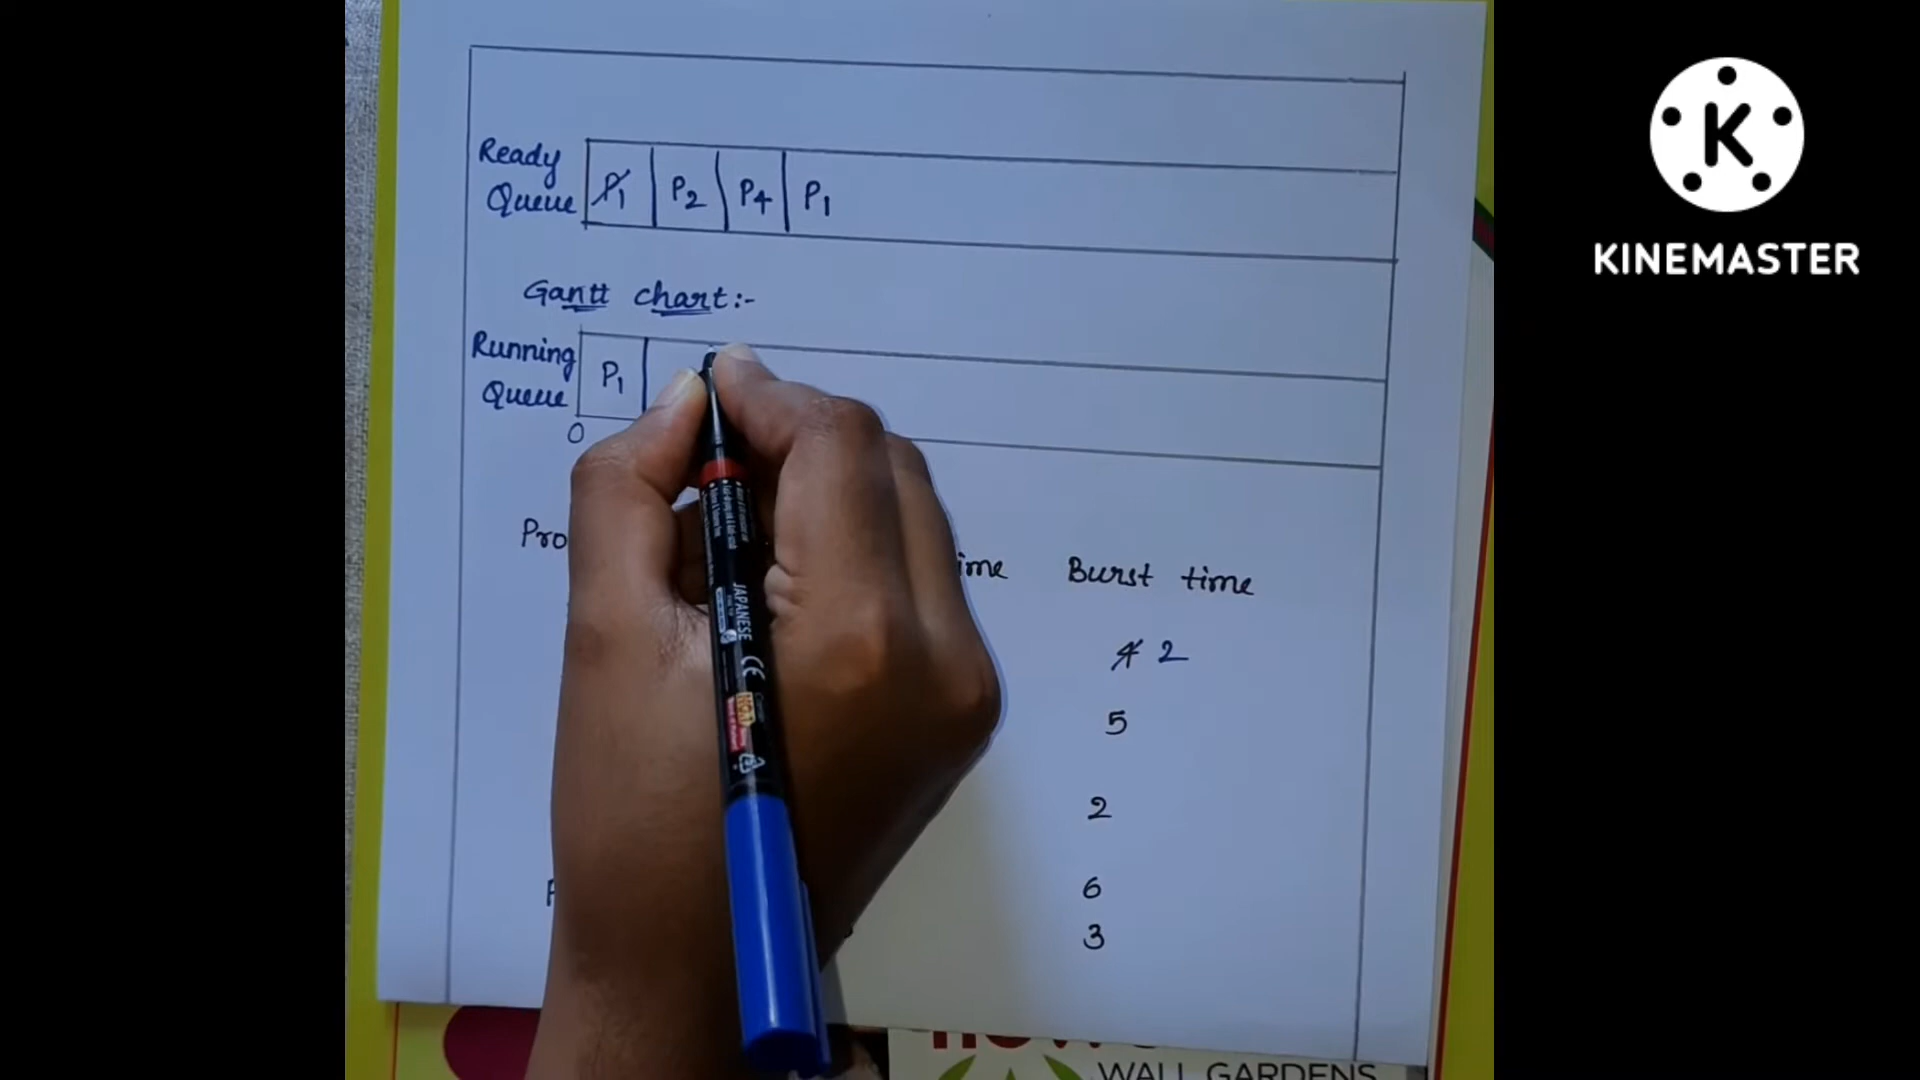 Ready
Queue
P1 P2 P4 P1
Gantt chart:-
Running
Queue
P1
0
Pro ime Burst time
4 2
5
2
6
3
JAPANESE
CE
K
KINEMASTER
WALL GARDENS